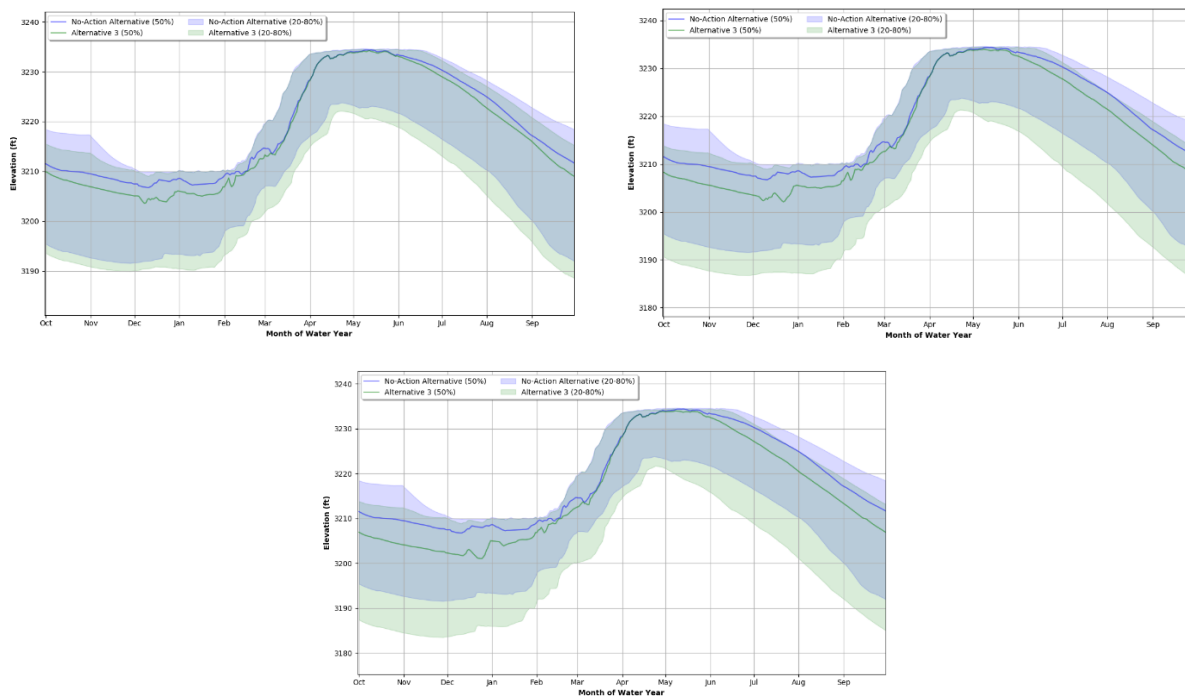 No-Action Alternative (50%) No-Action Alternative (20-80%)
Alternative 3 (50%) Alternative 3 (20-80%)
3240
3230
3220
3210
3200
3190
Elevation (ft)
Oct Nov Dec Jan Feb Mar Apr May Jun Jul Aug Sep
Month of Water Year
No-Action Alternative (50%) No-Action Alternative (20-80%)
Alternative 3 (50%) Alternative 3 (20-80%)
3240
3230
3220
3210
3200
3190
3180
Elevation (ft)
Oct Nov Dec Jan Feb Mar Apr May Jun Jul Aug Sep
Month of Water Year
No-Action Alternative (50%) No-Action Alternative (20-80%)
Alternative 3 (50%) Alternative 3 (20-80%)
3240
3230
3220
3210
3200
3190
3180
Elevation (ft)
Oct Nov Dec Jan Feb Mar Apr May Jun Jul Aug Sep
Month of Water Year